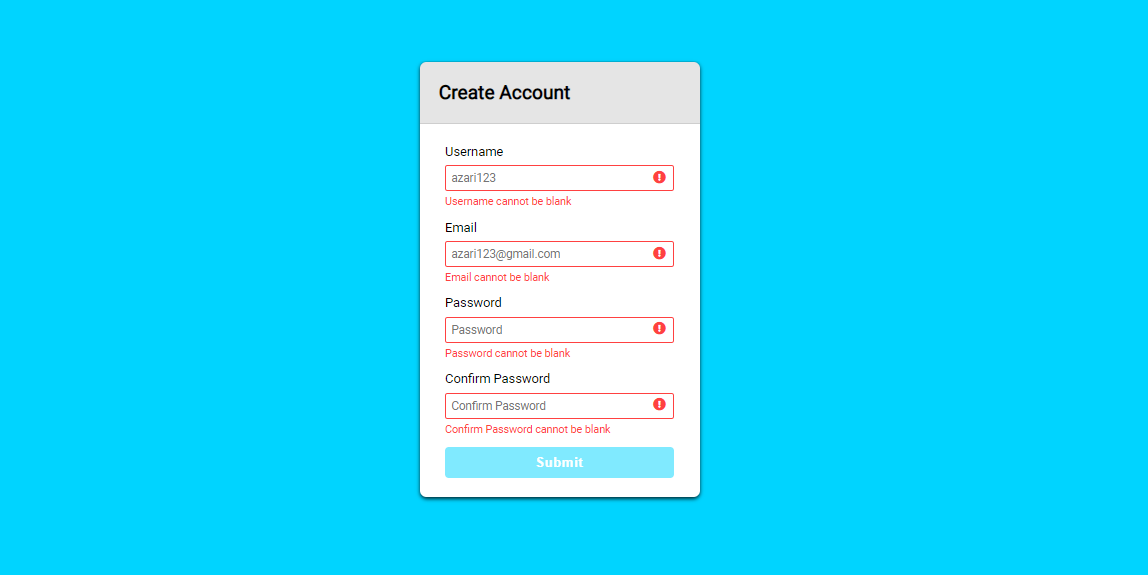 Create Account
Username
azari123
Username cannot be blank
Email
azari123@gmail.com
Email cannot be blank
Password
Password
Password cannot be blank
Confirm Password
Confirm Password
Confirm Password cannot be blank
Submit